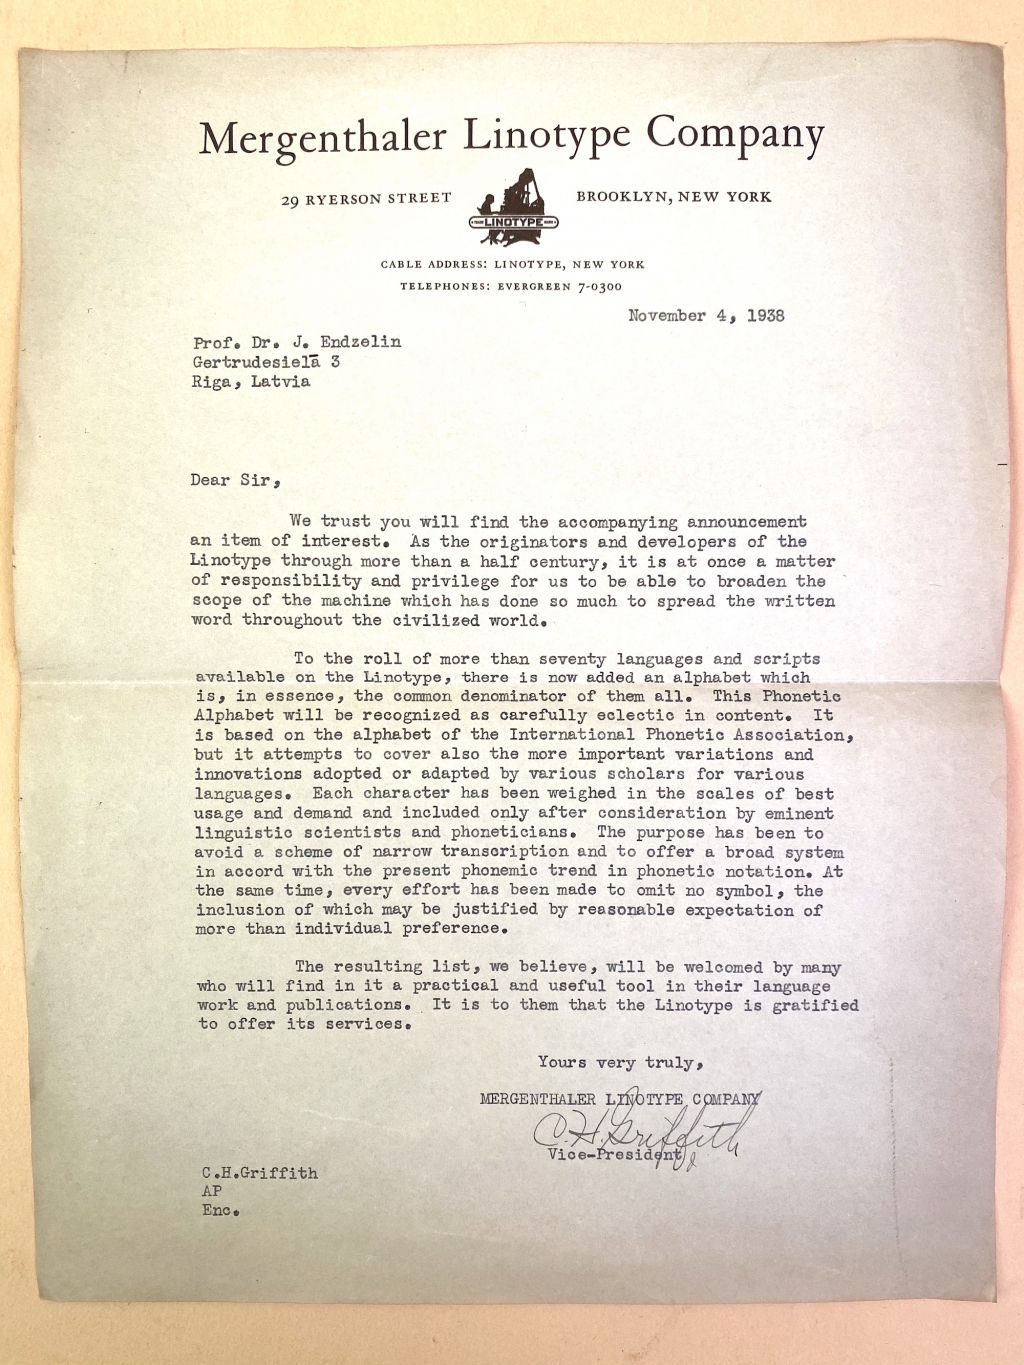 Mergenthaler Linotype Company
29 RYERSON STREET BROOKLYN, NEW YORK
TRADE LINOTYPE MARK
CABLE ADDRESS: LINOTYPE, NEW YORK
TELEPHONES: EVERGREEN 7-0300
November 4, 1938
Prof. Dr. J. Endzelin
Gertrudesielā 3
Riga, Latvia
Dear Sir,
We trust you will find the accompanying announcement
an item of interest. As the originators and developers of the
Linotype through more than a half century, it is at once a matter
of responsibility and privilege for us to be able to broaden the
scope of the machine which has done so much to spread the written
word throughout the civilized world.
To the roll of more than seventy languages and scripts
available on the Linotype, there is now added an alphabet which
is, in essence, the common denominator of them all. This Phonetic
Alphabet will be recognized as carefully eclectic in content. It
is based on the alphabet of the International Phonetic Association,
but it attempts to cover also the more important variations and
innovations adopted or adapted by various scholars for various
languages. Each character has been weighed in the scales of best
usage and demand and included only after consideration by eminent
linguistic scientists and phoneticians. The purpose has been to
avoid a scheme of narrow transcription and to offer a broad system
in accord with the present phonemic trend in phonetic notation. At
the same time, every effort has been made to omit no symbol, the
inclusion of which may be justified by reasonable expectation of
more than individual preference.
The resulting list, we believe, will be welcomed by many
who will find in it a practical and useful tool in their language
work and publications. It is to them that the Linotype is gratified
to offer its services.
Yours very truly,
MERGENTHALER LINOTYPE COMPANY
C.H. Griffith
Vice-President
C.H.Griffith
AP
Enc.